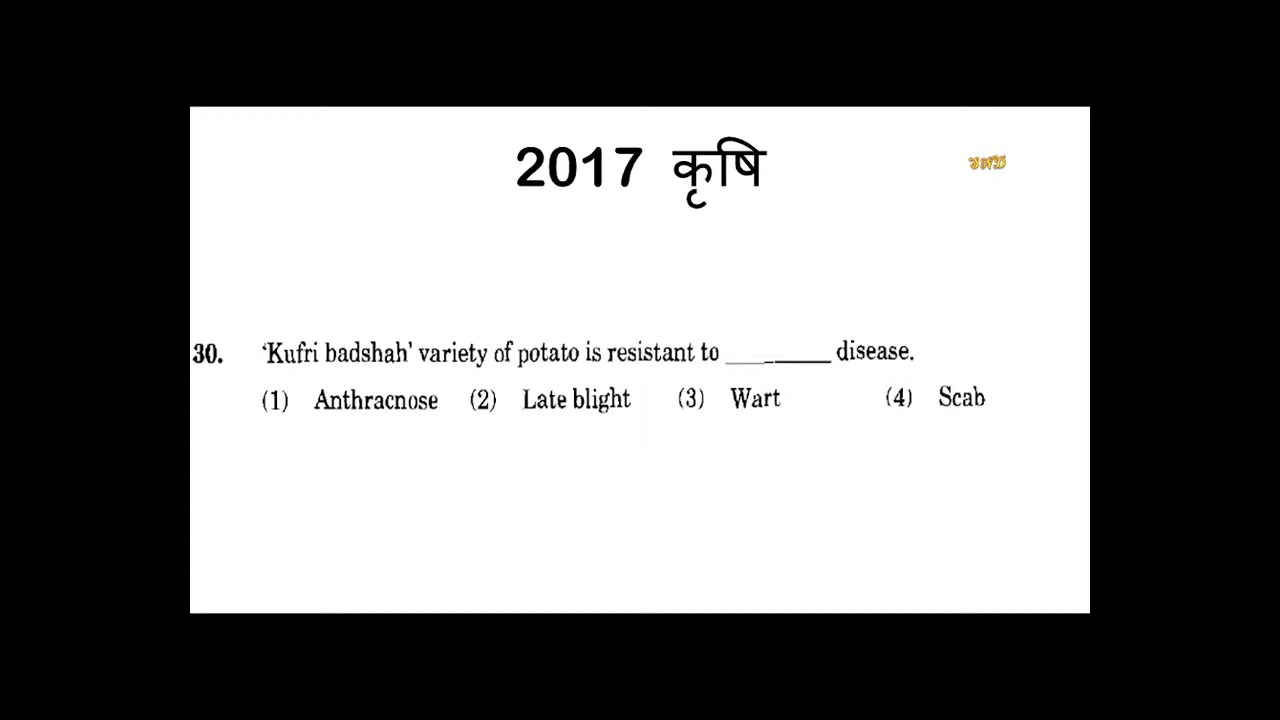 2017 कृषि
30. ‘Kufri badshah’ variety of potato is resistant to __________ disease.
(1) Anthracnose (2) Late blight (3) Wart (4) Scab